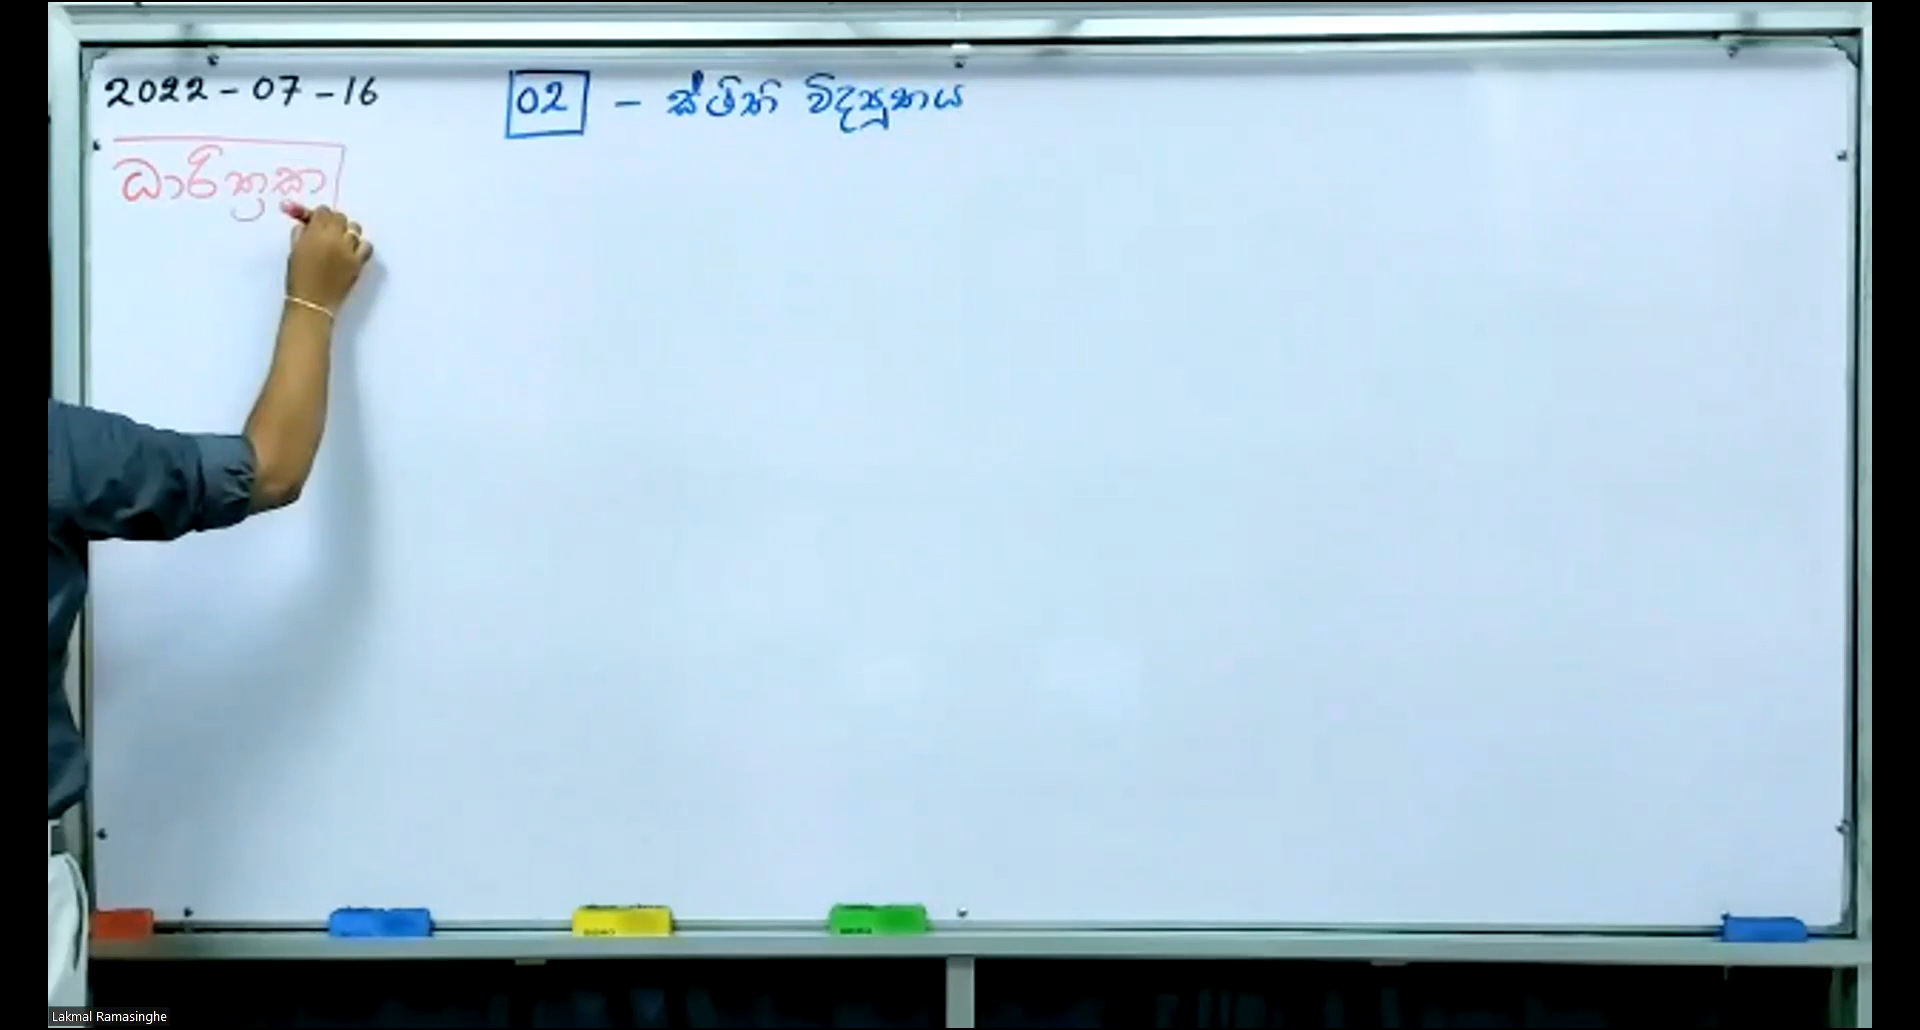 2022 - 07 - 16
02 - ස්ථිති විද්‍යුතය
ධාරිත්‍රක
Lakmal Ramasinghe